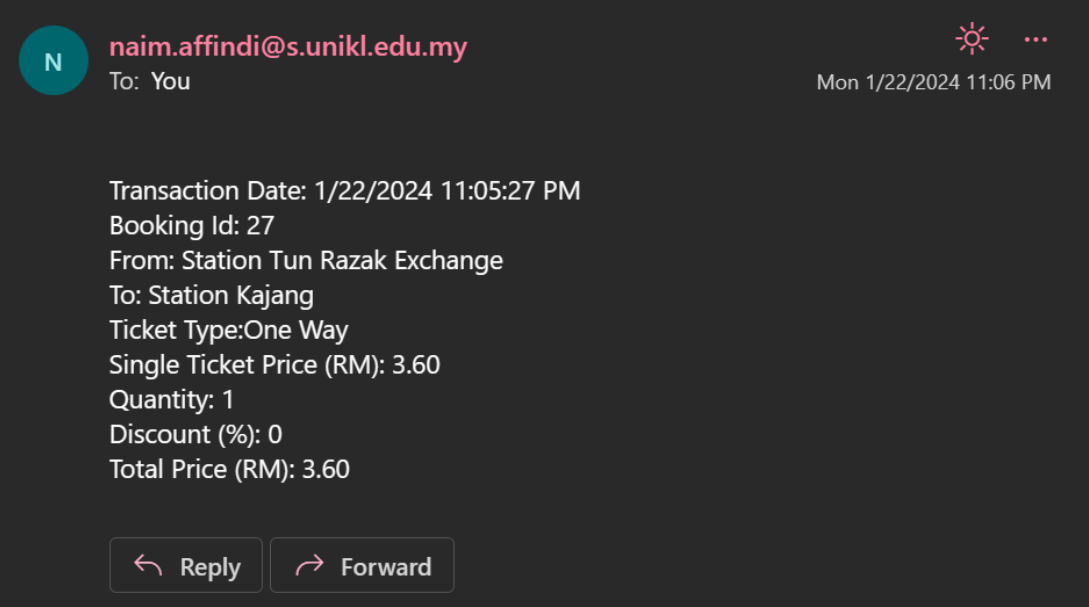 N
naim.affindi@s.unikl.edu.my
To: You
Mon 1/22/2024 11:06 PM
Transaction Date: 1/22/2024 11:05:27 PM
Booking Id: 27
From: Station Tun Razak Exchange
To: Station Kajang
Ticket Type:One Way
Single Ticket Price (RM): 3.60
Quantity: 1
Discount (%): 0
Total Price (RM): 3.60
Reply
Forward